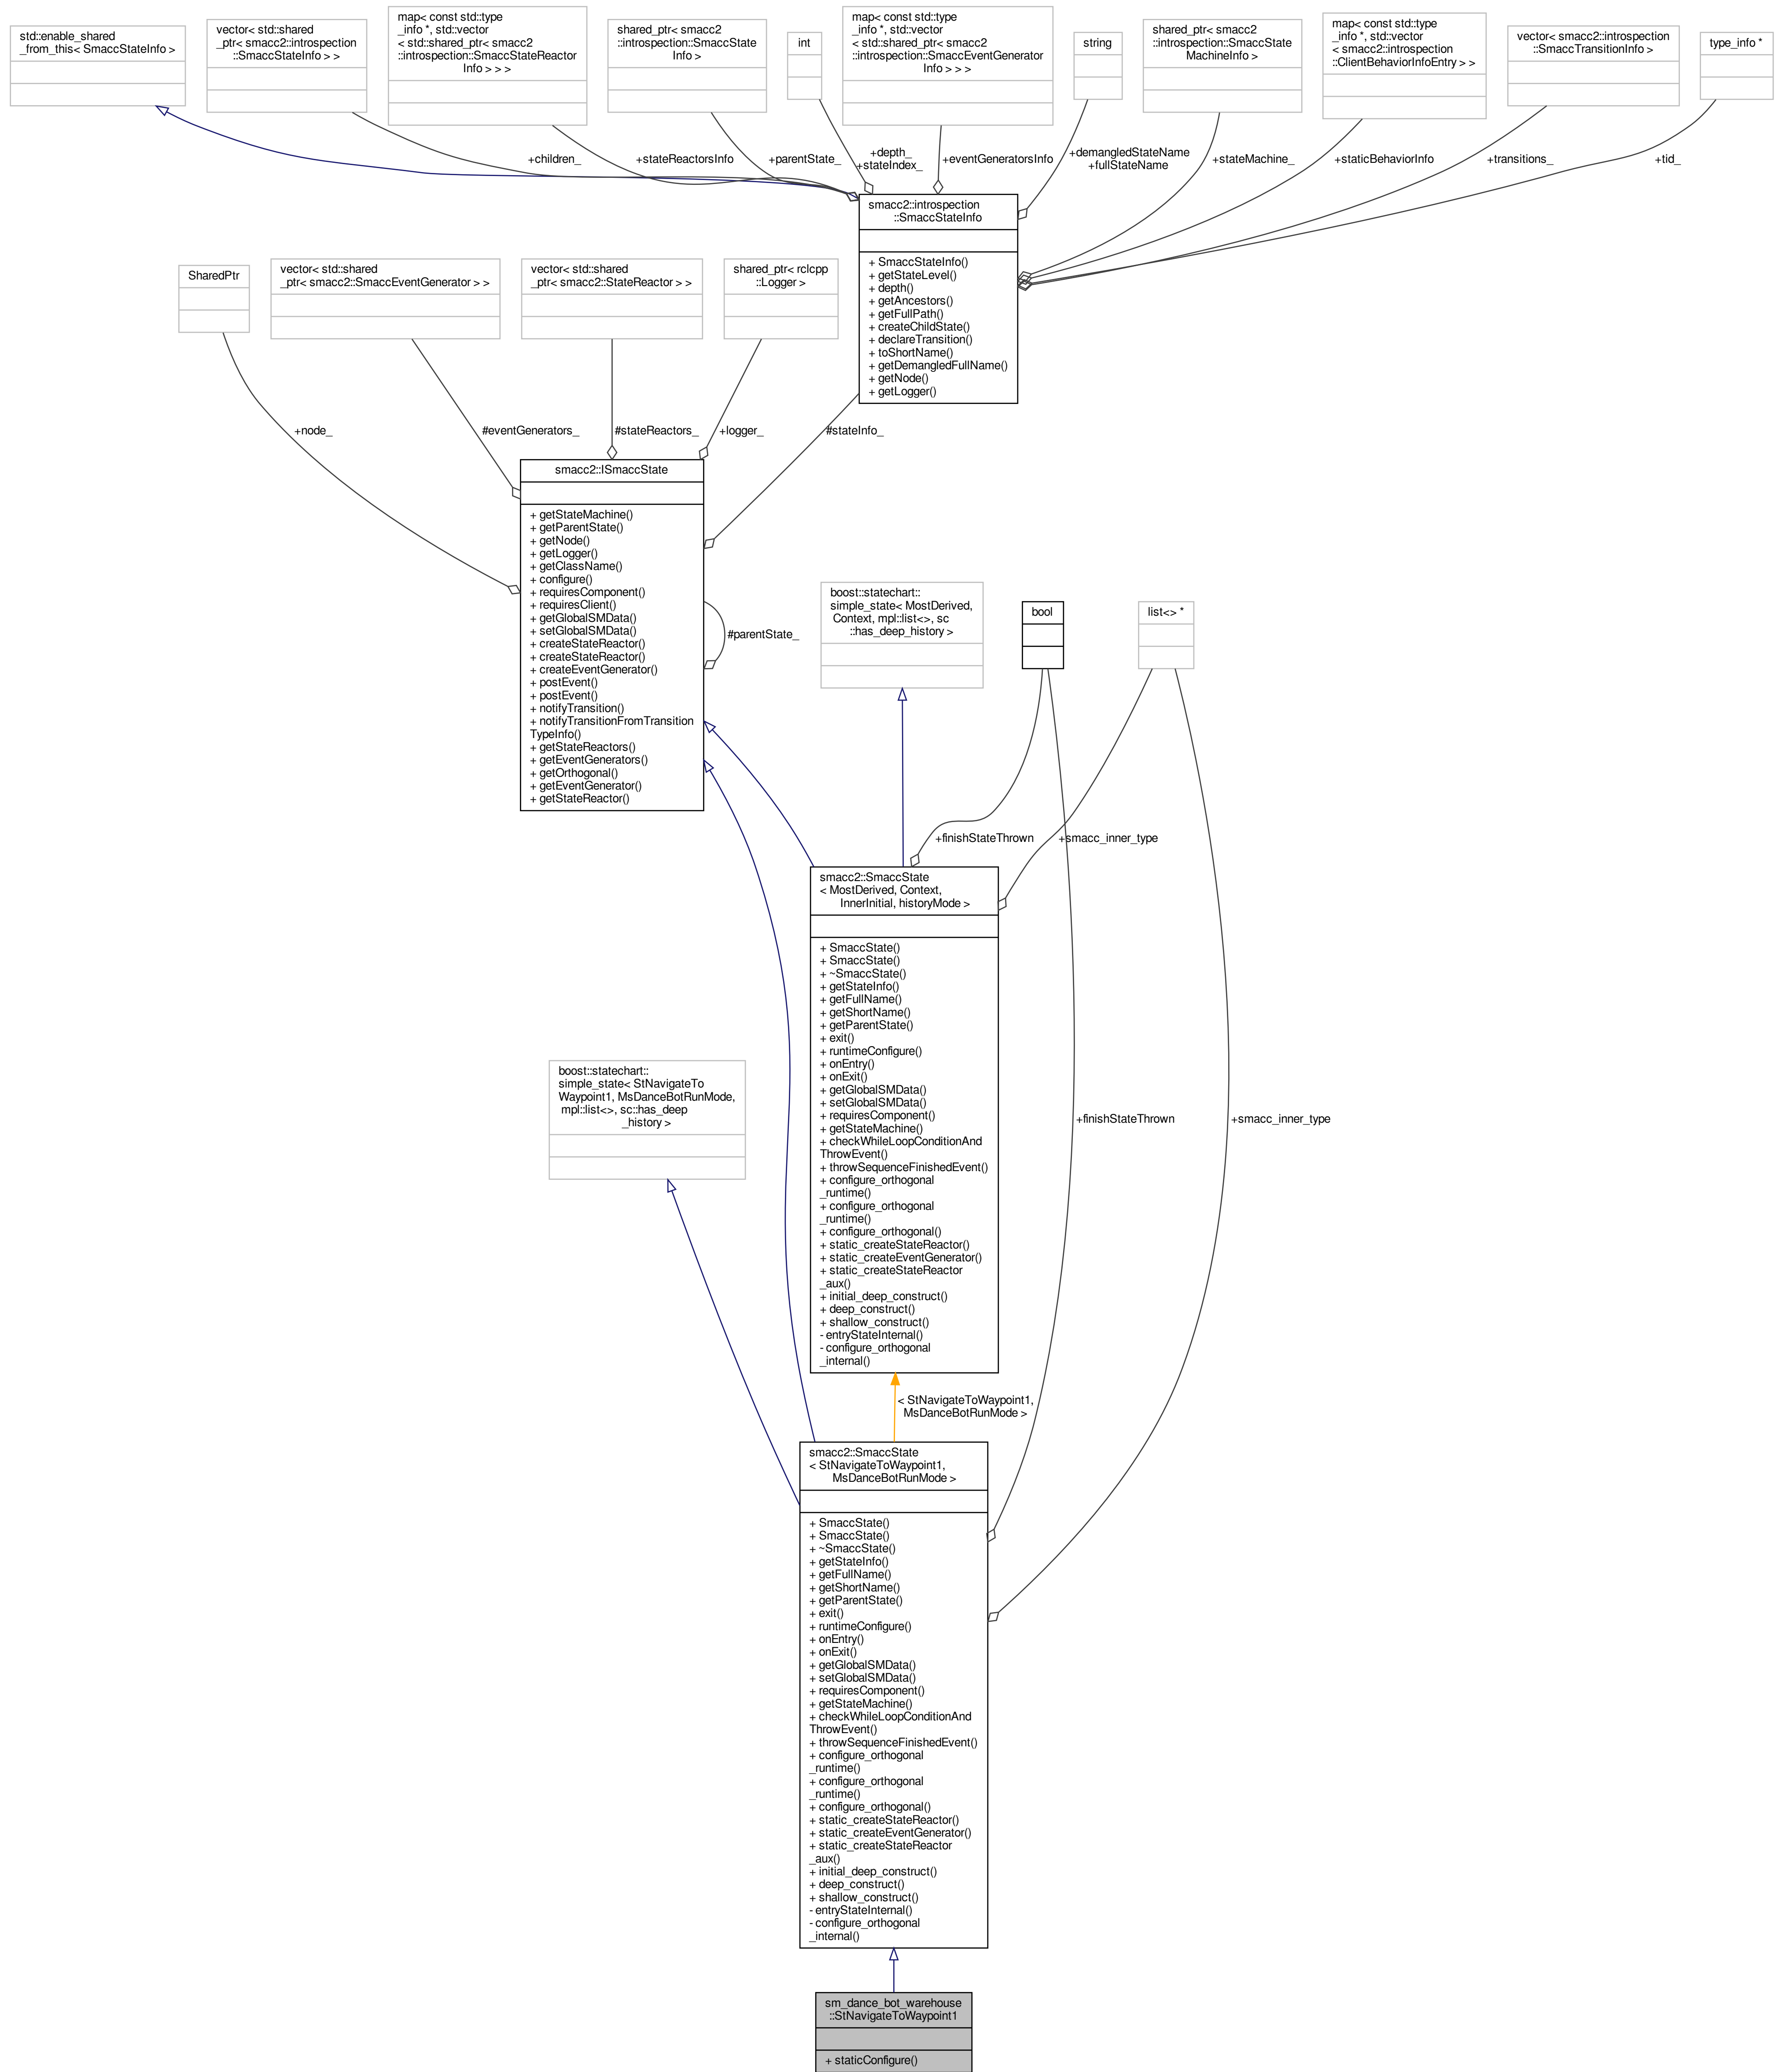 std::enable_shared
_from_this< SmaccStateInfo >
vector< std::shared
_ptr< smacc2::introspection
::SmaccStateInfo > >
map< const std::type
_info *, std::vector
< std::shared_ptr< smacc2
::introspection::SmaccStateReactor
Info > > >
shared_ptr< smacc2
::introspection::SmaccState
Info >
int
map< const std::type
_info *, std::vector
< std::shared_ptr< smacc2
::introspection::SmaccEventGenerator
Info > > >
string
shared_ptr< smacc2
::introspection::SmaccState
MachineInfo >
map< const std::type
_info *, std::vector
< smacc2::introspection
::ClientBehaviorInfoEntry > >
vector< smacc2::introspection
::SmaccTransitionInfo >
type_info *
+children_
+stateReactorsInfo
+parentState_
+depth_
+stateIndex_
+eventGeneratorsInfo
+demangledStateName
+fullStateName
+stateMachine_
+staticBehaviorInfo
+transitions_
+tid_
smacc2::introspection
::SmaccStateInfo
+ SmaccStateInfo()
+ getStateLevel()
+ depth()
+ getAncestors()
+ getFullPath()
+ createChildState()
+ declareTransition()
+ toShortName()
+ getDemangledFullName()
+ getNode()
+ getLogger()
SharedPtr
vector< std::shared
_ptr< smacc2::SmaccEventGenerator > >
vector< std::shared
_ptr< smacc2::StateReactor > >
shared_ptr< rclcpp
::Logger >
+node_
#eventGenerators_
#stateReactors_
+logger_
#stateInfo_
smacc2::ISmaccState
+ getStateMachine()
+ getParentState()
+ getNode()
+ getLogger()
+ getClassName()
+ configure()
+ requiresComponent()
+ requiresClient()
+ getGlobalSMData()
+ setGlobalSMData()
+ createStateReactor()
+ createStateReactor()
+ createEventGenerator()
+ postEvent()
+ postEvent()
+ notifyTransition()
+ notifyTransitionFromTransition
TypeInfo()
+ getStateReactors()
+ getEventGenerators()
+ getOrthogonal()
+ getEventGenerator()
+ getStateReactor()
#parentState_
boost::statechart::
simple_state< MostDerived,
Context, mpl::list<>, sc
::has_deep_history >
bool
list<> *
+finishStateThrown
+smacc_inner_type
smacc2::SmaccState
< MostDerived, Context,
InnerInitial, historyMode >
+ SmaccState()
+ SmaccState()
+ ~SmaccState()
+ getStateInfo()
+ getFullName()
+ getShortName()
+ getParentState()
+ exit()
+ runtimeConfigure()
+ onEntry()
+ onExit()
+ getGlobalSMData()
+ setGlobalSMData()
+ requiresComponent()
+ getStateMachine()
+ checkWhileLoopConditionAnd
ThrowEvent()
+ throwSequenceFinishedEvent()
+ configure_orthogonal
_runtime()
+ configure_orthogonal
_runtime()
+ configure_orthogonal()
+ static_createStateReactor()
+ static_createEventGenerator()
+ static_createStateReactor
_aux()
+ initial_deep_construct()
+ deep_construct()
+ shallow_construct()
- entryStateInternal()
- configure_orthogonal
_internal()
boost::statechart::
simple_state< StNavigateTo
Waypoint1, MsDanceBotRunMode,
mpl::list<>, sc::has_deep
_history >
+finishStateThrown
+smacc_inner_type
< StNavigateToWaypoint1,
MsDanceBotRunMode >
smacc2::SmaccState
< StNavigateToWaypoint1,
MsDanceBotRunMode >
+ SmaccState()
+ SmaccState()
+ ~SmaccState()
+ getStateInfo()
+ getFullName()
+ getShortName()
+ getParentState()
+ exit()
+ runtimeConfigure()
+ onEntry()
+ onExit()
+ getGlobalSMData()
+ setGlobalSMData()
+ requiresComponent()
+ getStateMachine()
+ checkWhileLoopConditionAnd
ThrowEvent()
+ throwSequenceFinishedEvent()
+ configure_orthogonal
_runtime()
+ configure_orthogonal
_runtime()
+ configure_orthogonal()
+ static_createStateReactor()
+ static_createEventGenerator()
+ static_createStateReactor
_aux()
+ initial_deep_construct()
+ deep_construct()
+ shallow_construct()
- entryStateInternal()
- configure_orthogonal
_internal()
sm_dance_bot_warehouse
::StNavigateToWaypoint1
+ staticConfigure()